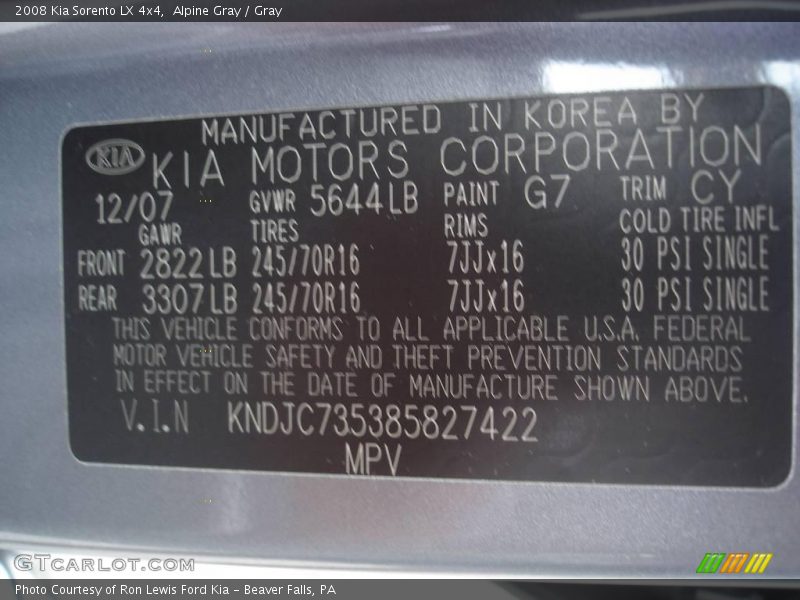 2008 Kia Sorento LX 4x4,  Alpine Gray / Gray
MANUFACTURED IN KOREA BY
KIA KIA MOTORS CORPORATION
12/07 GVWR 5644LB PAINT G7 TRIM CY
GAWR TIRES RIMS COLD TIRE INFL
FRONT 2822LB 245/70R16 7JJx16 30 PSI SINGLE
REAR 3307LB 245/70R16 7JJx16 30 PSI SINGLE
THIS VEHICLE CONFORMS TO ALL APPLICABLE U.S.A. FEDERAL
MOTOR VEHICLE SAFETY AND THEFT PREVENTION STANDARDS
IN EFFECT ON THE DATE OF MANUFACTURE SHOWN ABOVE.
V.I.N KNDJC735385827422
MPV
GTCARLOT.COM
Photo Courtesy of Ron Lewis Ford Kia - Beaver Falls, PA